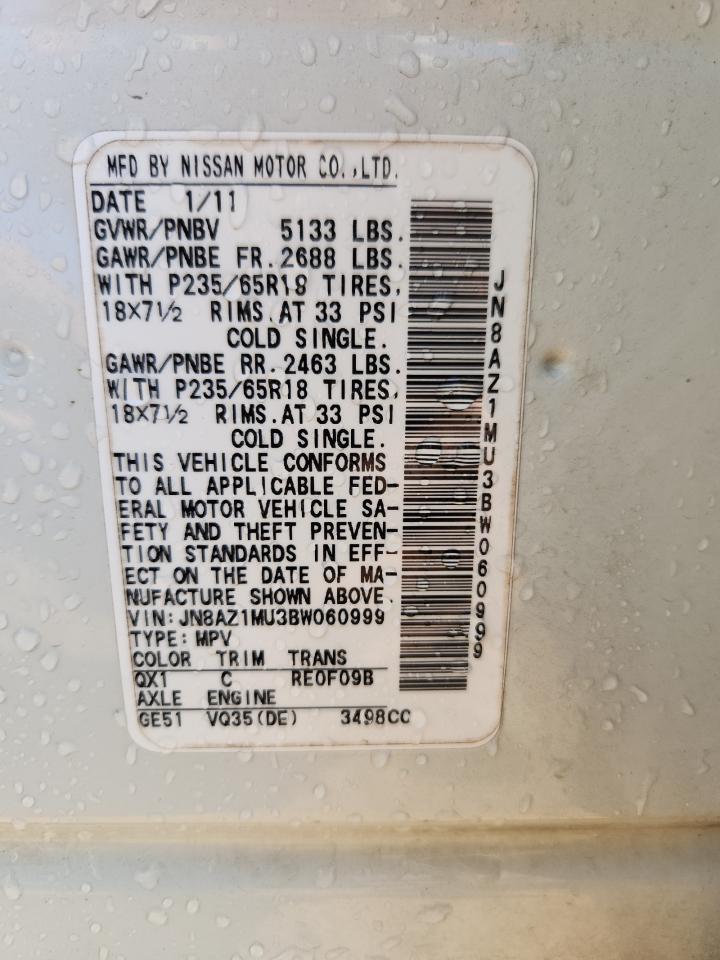 MFD BY NISSAN MOTOR CO.,LTD.
DATE 1/11
GVWR/PNBV 5133 LBS.
GAWR/PNBE FR. 2688 LBS.
WITH P235/65R18 TIRES,
18X7½ RIMS.AT 33 PSI
COLD SINGLE.
GAWR/PNBE RR. 2463 LBS.
WITH P235/65R18 TIRES,
18X7½ RIMS.AT 33 PSI
COLD SINGLE.
THIS VEHICLE CONFORMS
TO ALL APPLICABLE FED-
ERAL MOTOR VEHICLE SA-
FETY AND THEFT PREVEN-
TION STANDARDS IN EFF-
ECT ON THE DATE OF MA-
NUFACTURE SHOWN ABOVE.
VIN: JN8AZ1MU3BW060999
TYPE: MPV
COLOR TRIM TRANS
QX1 C RE0F09B
AXLE ENGINE
GE51 VQ35(DE) 3498CC
JN8AZ1MU3BW060999